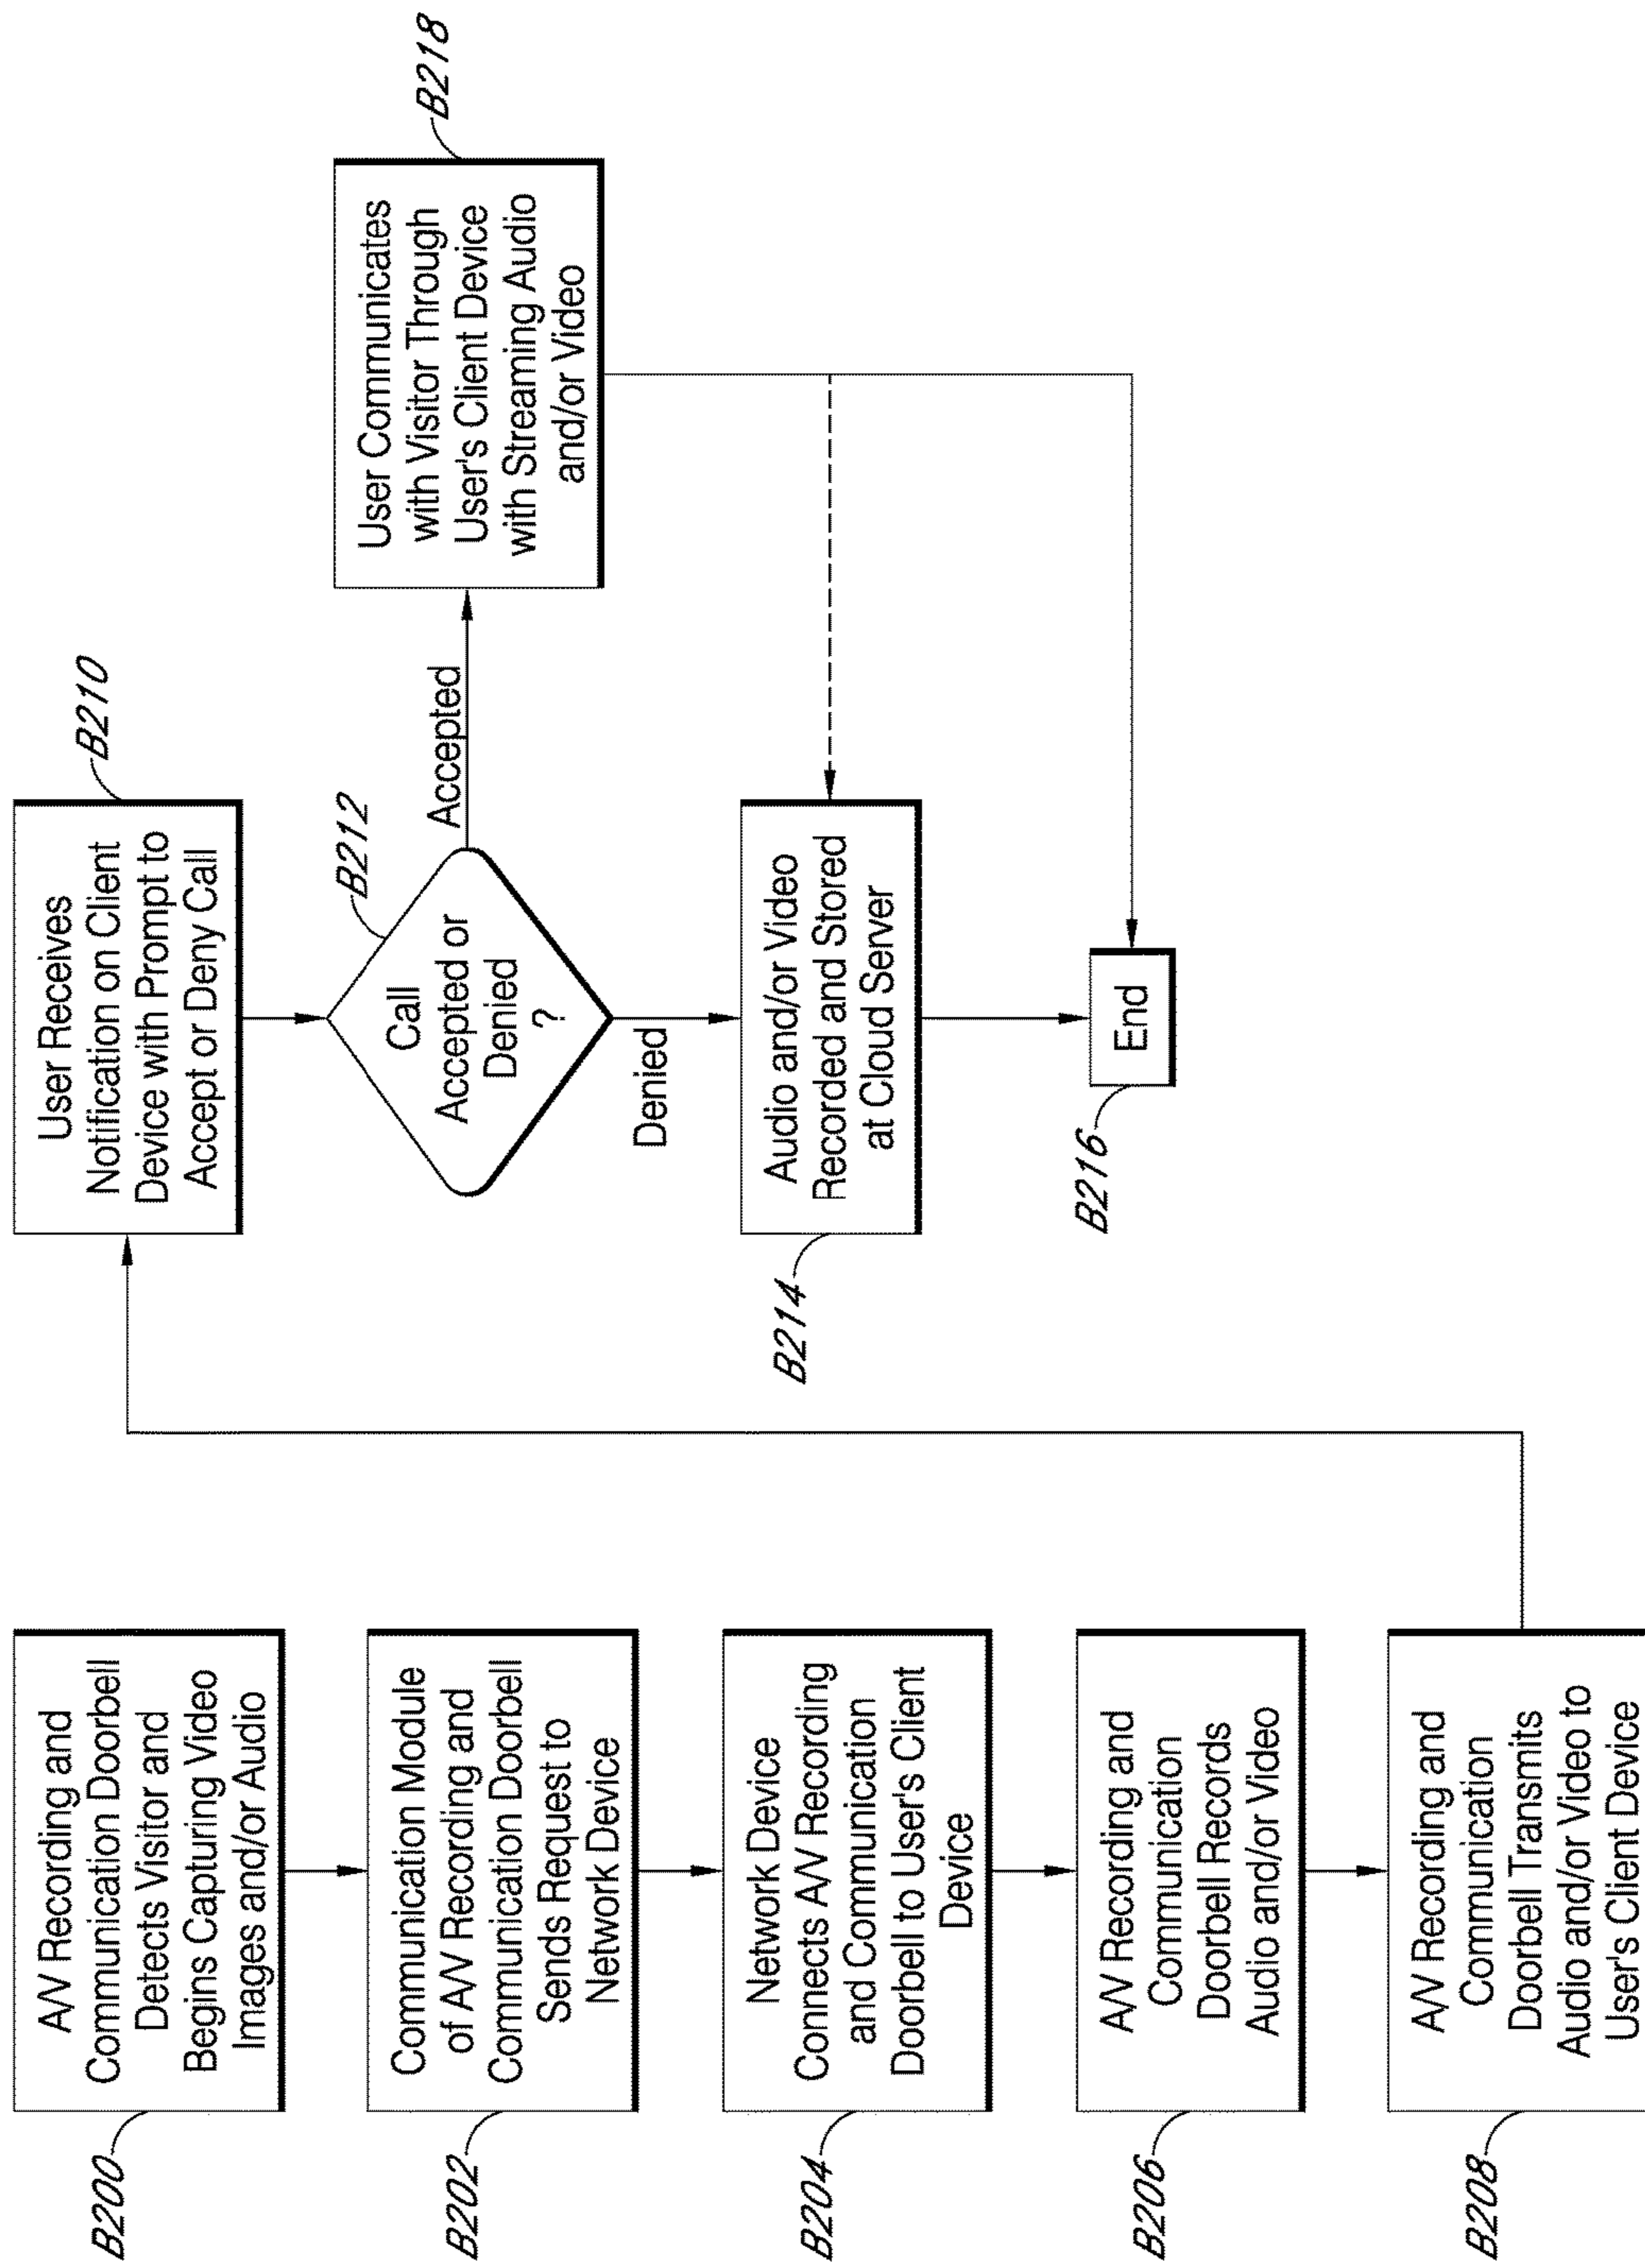 B200
A/V Recording and
Communication Doorbell
Detects Visitor and
Begins Capturing Video
Images and/or Audio
B202
Communication Module
of A/V Recording and
Communication Doorbell
Sends Request to
Network Device
B204
Network Device
Connects A/V Recording
and Communication
Doorbell to User's Client
Device
B206
A/V Recording and
Communication
Doorbell Records
Audio and/or Video
B208
A/V Recording and
Communication
Doorbell Transmits
Audio and/or Video to
User's Client Device
B210
User Receives
Notification on Client
Device with Prompt to
Accept or Deny Call
B212
Call
Accepted or
Denied
?
Accepted
Denied
B218
User Communicates
with Visitor Through
User's Client Device
with Streaming Audio
and/or Video
B214
Audio and/or Video
Recorded and Stored
at Cloud Server
B216
End